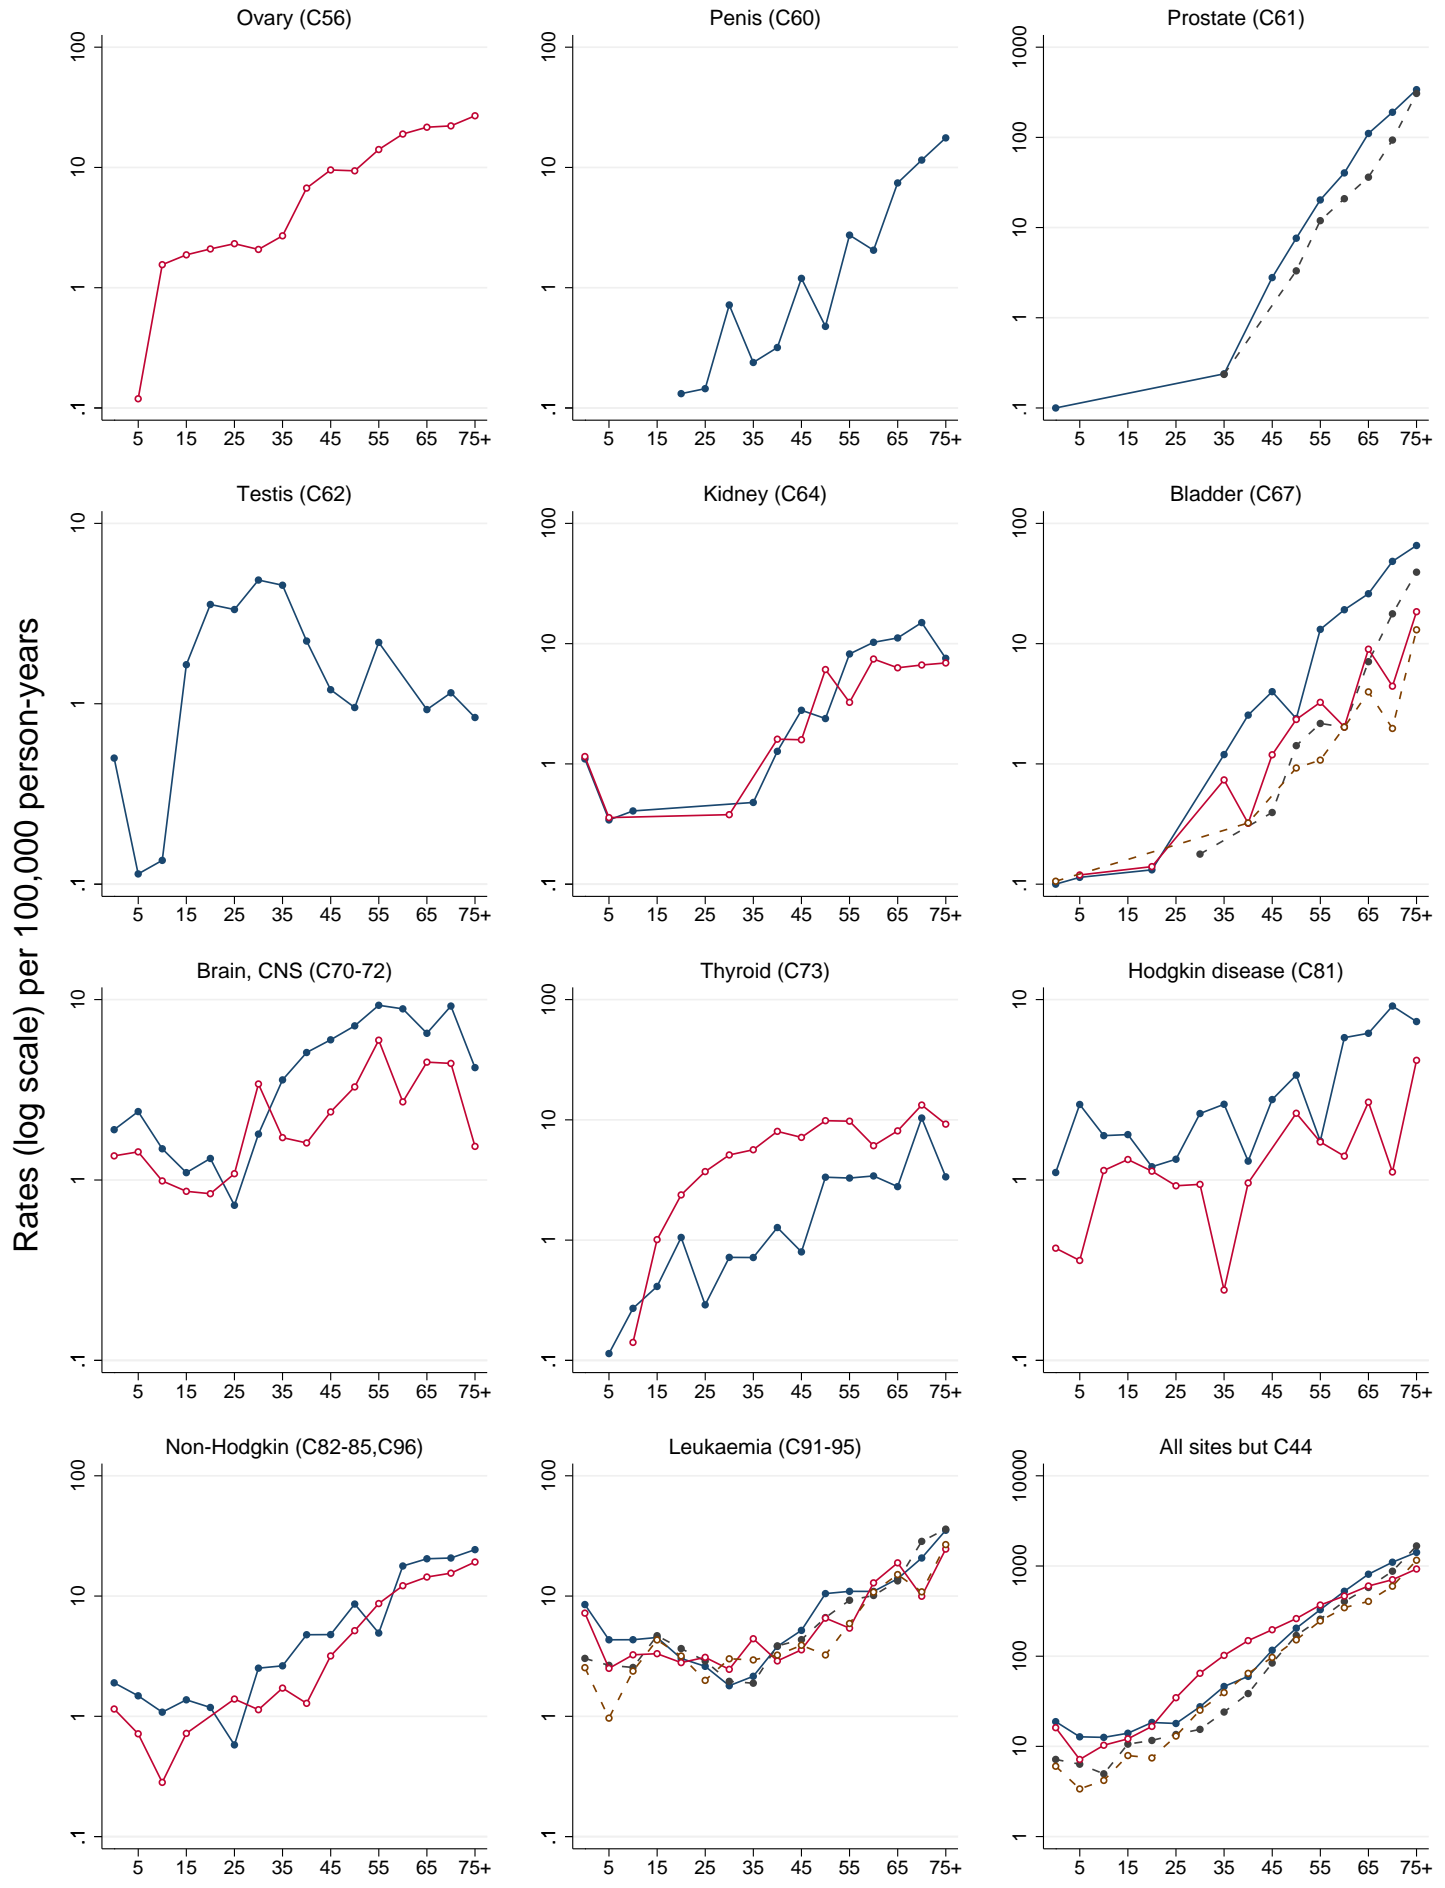 Rates (log scale) per 100,000 person-years
Ovary (C56)
100
10
1
.1
5 15 25 35 45 55 65 75+
Penis (C60)
100
10
1
.1
5 15 25 35 45 55 65 75+
Prostate (C61)
1000
100
10
1
.1
5 15 25 35 45 55 65 75+
Testis (C62)
10
1
.1
5 15 25 35 45 55 65 75+
Kidney (C64)
100
10
1
.1
5 15 25 35 45 55 65 75+
Bladder (C67)
100
10
1
.1
5 15 25 35 45 55 65 75+
Brain, CNS (C70-72)
10
1
.1
5 15 25 35 45 55 65 75+
Thyroid (C73)
100
10
1
.1
5 15 25 35 45 55 65 75+
Hodgkin disease (C81)
10
1
.1
5 15 25 35 45 55 65 75+
Non-Hodgkin (C82-85,C96)
100
10
1
.1
5 15 25 35 45 55 65 75+
Leukaemia (C91-95)
100
10
1
.1
5 15 25 35 45 55 65 75+
All sites but C44
10000
1000
100
10
1
5 15 25 35 45 55 65 75+